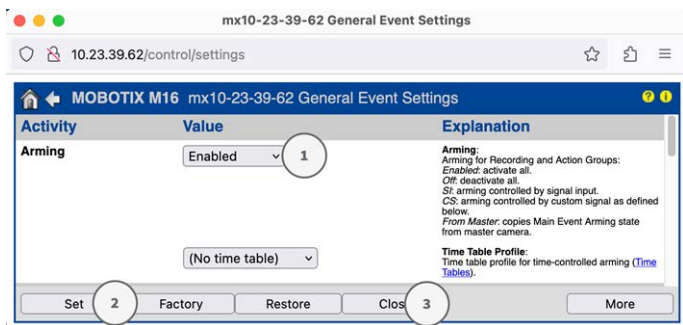 mx10-23-39-62 General Event Settings
10.23.39.62/control/settings
MOBOTIX M16 mx10-23-39-62 General Event Settings ? i
Activity Value Explanation
Arming
Enabled 1
Arming:
Arming for Recording and Action Groups:
Enabled: activate all.
Off: deactivate all.
SI: arming controlled by signal input.
CS: arming controlled by custom signal as defined
below.
From Master: copies Main Event Arming state
from master camera.
(No time table)
Time Table Profile:
Time table profile for time-controlled arming (Time
Tables).
Set 2 Factory Restore Clos 3 More